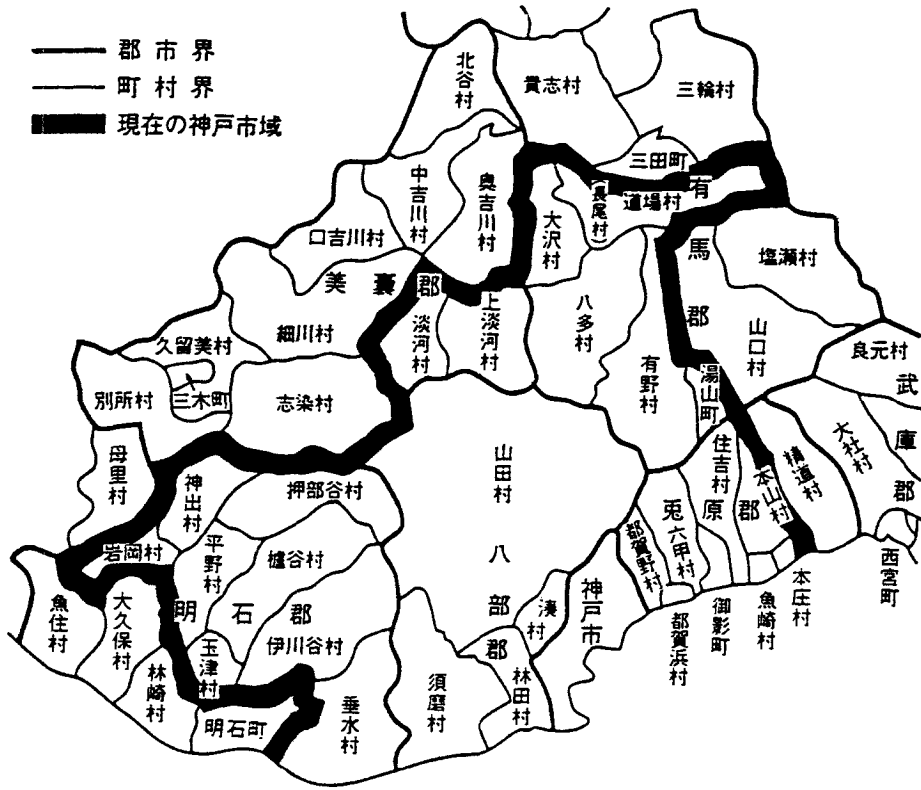 郡市界
町村界
現在の神戸市域
北谷村
貴志村
三輪村
三田町
中吉川村
奥吉川村
大沢村
(長尾村)
道場村
有馬郡
口吉川村
塩瀬村
美嚢郡
上淡河村
淡河村
八多村
細川村
久留美村
山口村
良元村
有野村
湯山町
武庫郡
別所村
三木町
志染村
母里村
神出村
押部谷村
山田村
住吉村
本山村
精道村
大社村
岩岡村
平野村
櫨谷村
八部郡
都賀野村
六甲村
菟原郡
西宮町
魚住村
大久保村
明石郡
伊川谷村
湊村
神戸市
都賀浜村
御影町
魚崎村
本庄村
林崎村
玉津村
明石町
垂水村
須磨村
林田村